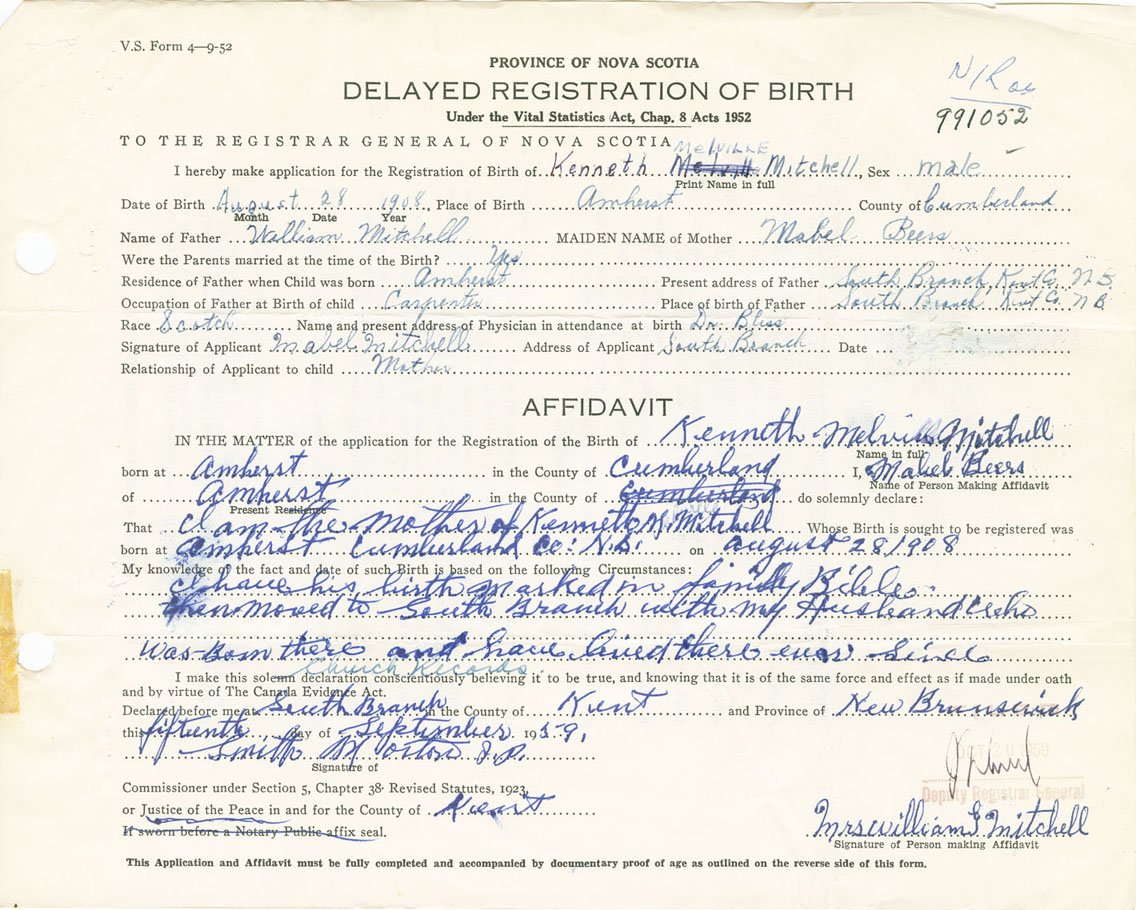 V.S. Form 4—9-52
PROVINCE OF NOVA SCOTIA
DELAYED REGISTRATION OF BIRTH
Under the Vital Statistics Act, Chap. 8 Acts 1952
991052
TO THE REGISTRAR GENERAL OF NOVA SCOTIA
MELVILLE
I hereby make application for the Registration of Birth of Kenneth Mitchell, Sex male
Print Name in full
Date of Birth August 28 1908, Place of Birth Amherst County of Cumberland
Month Date Year
Name of Father William Mitchell MAIDEN NAME of Mother Mabel Beers
Were the Parents married at the time of the Birth? Yes
Residence of Father when Child was born Amherst Present address of Father South Branch, Kent Co. N B
Occupation of Father at Birth of child Carpenter Place of birth of Father South Branch, Kent Co. N B
Race Scotch Name and present address of Physician in attendance at birth Dr. Bliss
Signature of Applicant Mabel Mitchell Address of Applicant South Branch Date
Relationship of Applicant to child Mother
AFFIDAVIT
IN THE MATTER of the application for the Registration of the Birth of Kenneth Mitchell
Name in full
born at Amherst in the County of Cumberland I, Mabel Beers
Name of Person Making Affidavit
of Amherst in the County of Cumberland do solemnly declare:
Present Residence
That I am the Mother of Kenneth M. Mitchell Whose Birth is sought to be registered was
born at Amherst Cumberland Co: N.S. on August 28 1908
My knowledge of the fact and date of such Birth is based on the following Circumstances:
I have his birth marked in family Bible.
then moved to South Branch with my Husband who
was Born there and have lived there ever since
Church Records
I make this solemn declaration conscientiously believing it to be true, and knowing that it is of the same force and effect as if made under oath
and by virtue of The Canada Evidence Act.
Declared before me at South Branch in the County of Kent and Province of New Brunswick
this fifteenth day of September 1959.
Smith Morton J.P.
Signature of
Commissioner under Section 5, Chapter 38 Revised Statutes, 1923,
or Justice of the Peace in and for the County of Kent
If sworn before a Notary Public affix seal.
Deputy Registrar General
Mrs William Mitchell
Signature of Person making Affidavit
This Application and Affidavit must be fully completed and accompanied by documentary proof of age as outlined on the reverse side of this form.